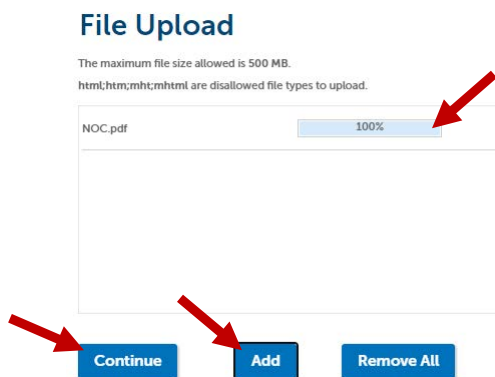 File Upload
The maximum file size allowed is 500 MB.
html;htm;mht;mhtml are disallowed file types to upload.
NOC.pdf 100%
Continue Add Remove All